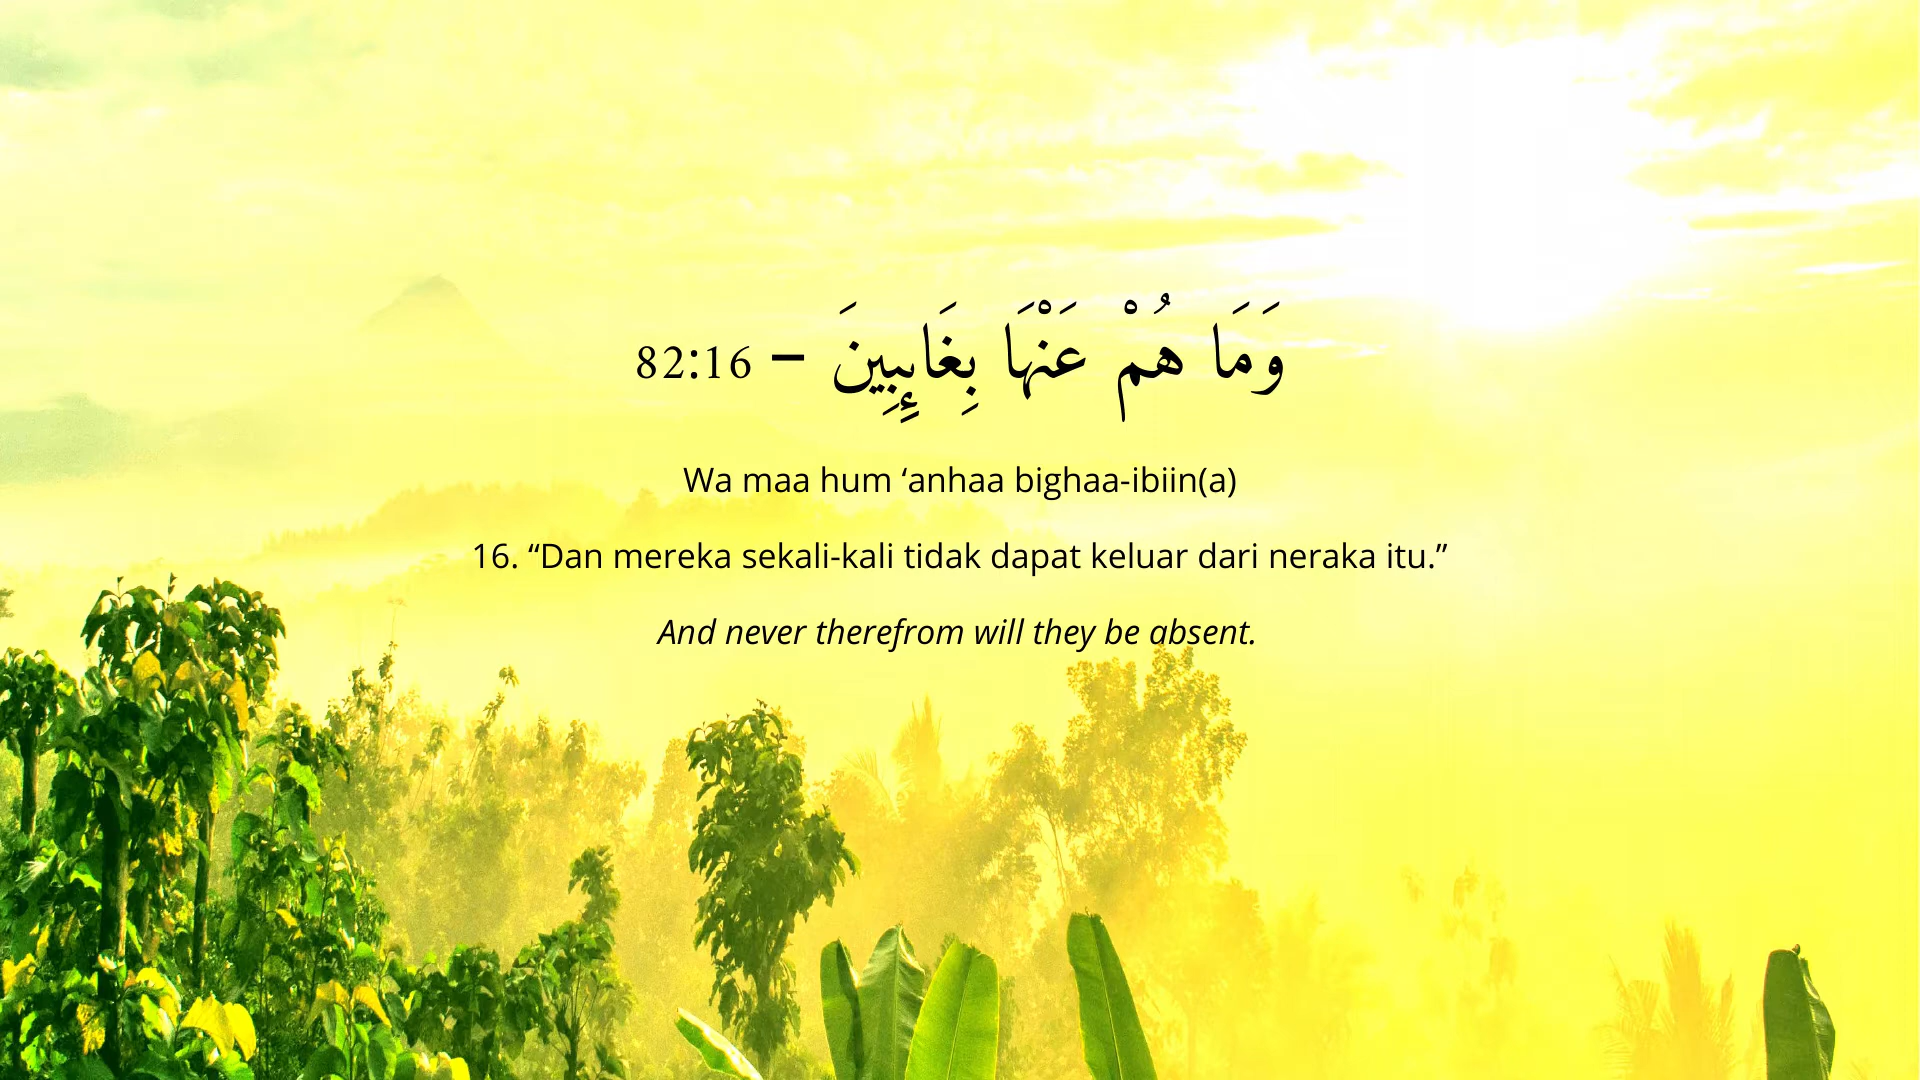 وَمَا هُمْ عَنْهَا بِغَاۤىِٕبِينَ – 82:16
Wa maa hum ‘anhaa bighaa-ibiin(a)
16. “Dan mereka sekali-kali tidak dapat keluar dari neraka itu.”
And never therefrom will they be absent.